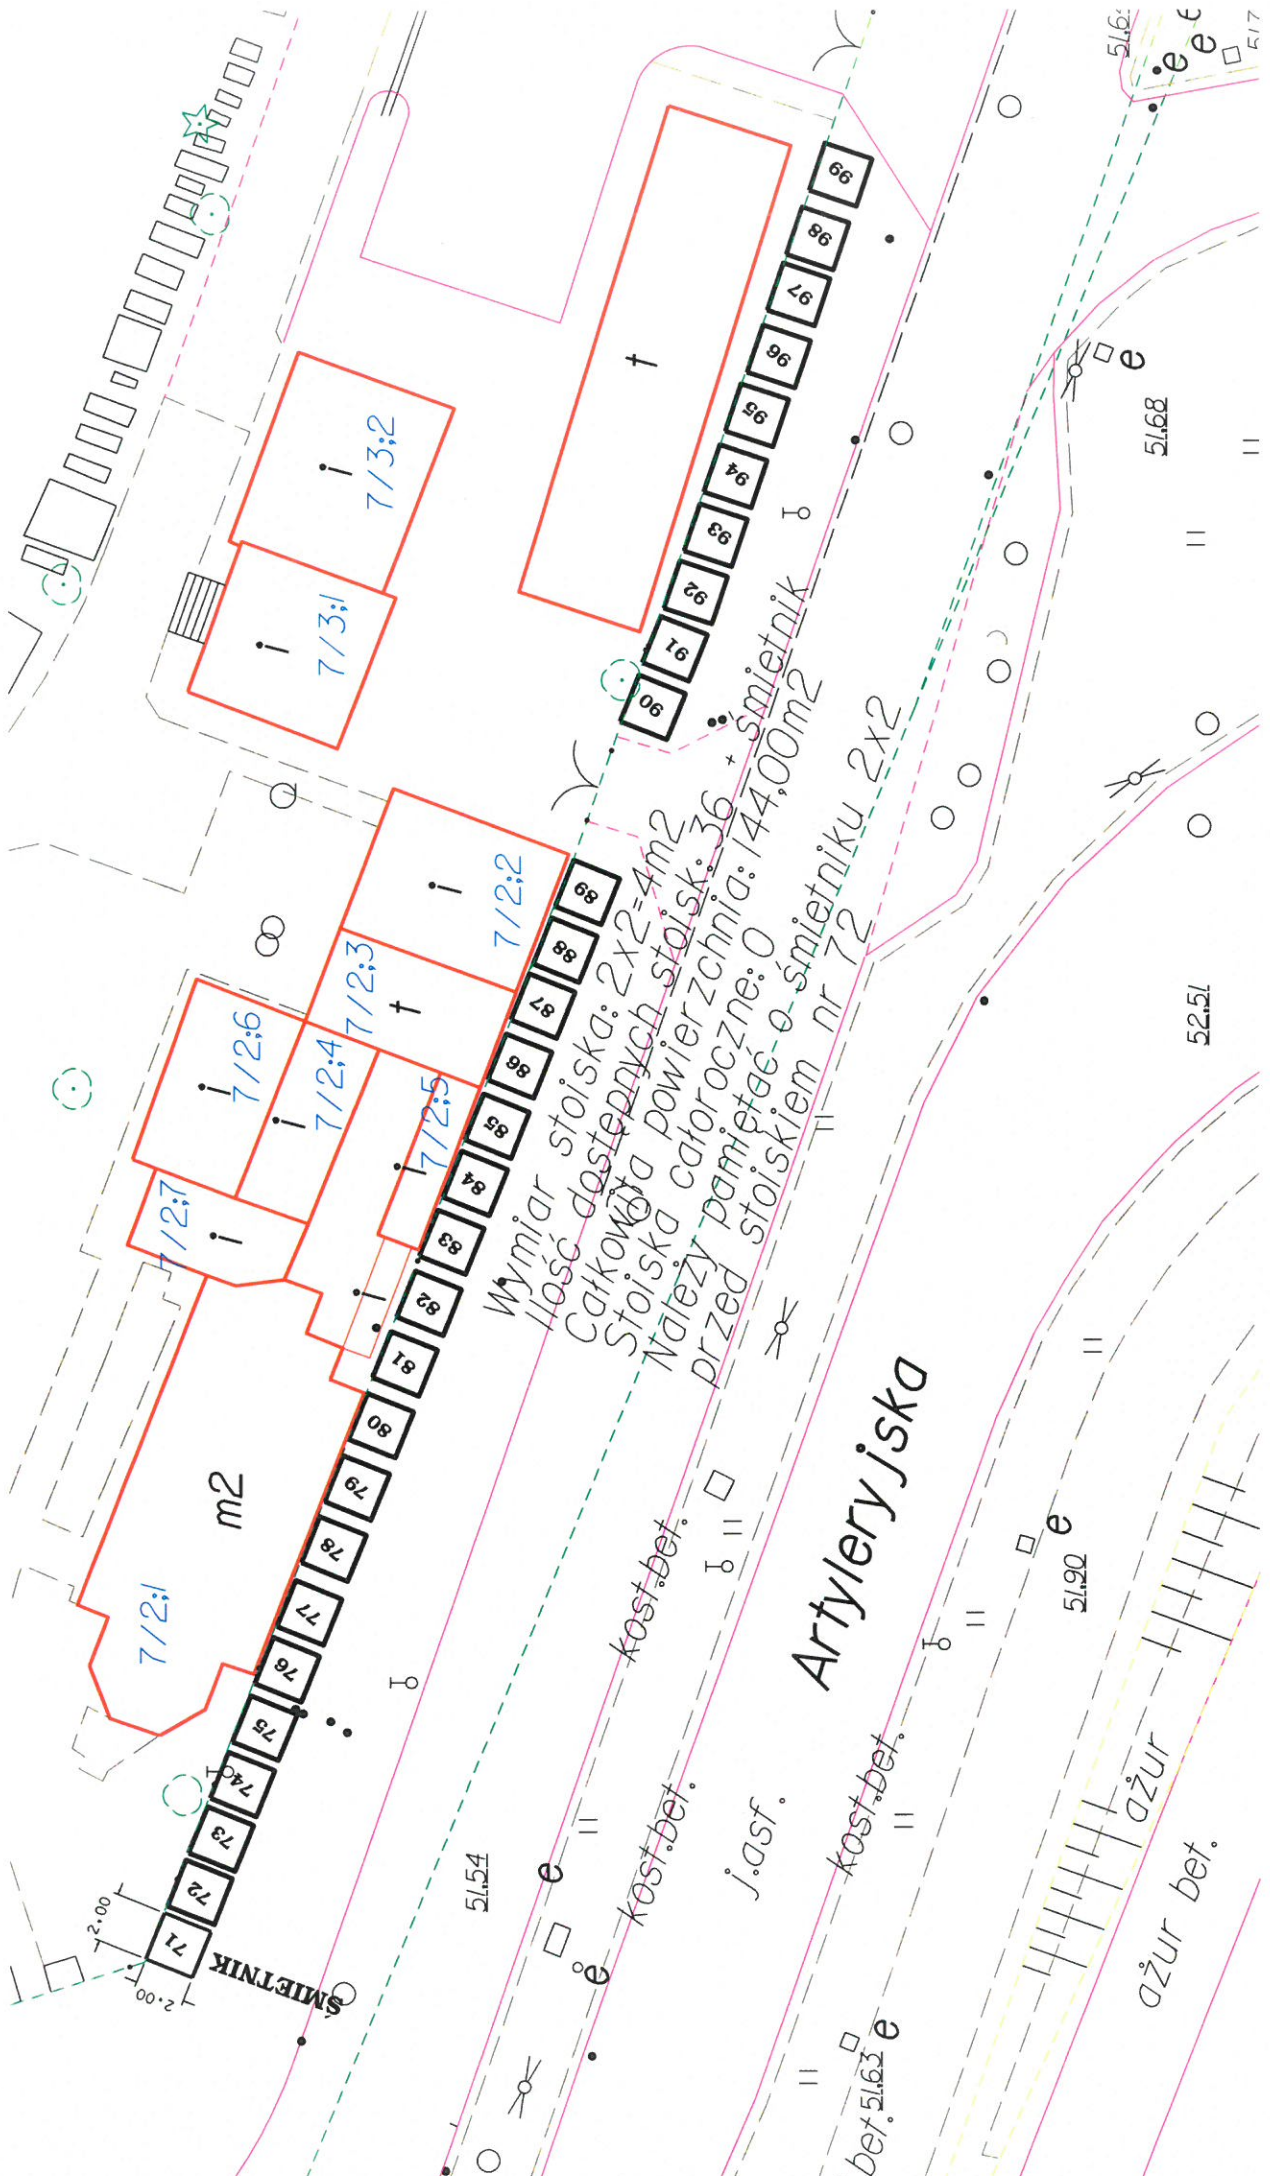 51.6
e
e
e
51.7
99
98
97
96
95
94
93
92
91
90
t
i
7/3;2
i
7/3;1
e
51.68
i
7/2;2
7/2;3
t
i
7/2;6
i
7/2;4
i
7/2;5
7/2;7
i
i
89
88
87
86
85
84
83
82
81
80
79
78
77
76
75
74
73
72
71
Wymiar stoiska: 2x2=4m2
Ilość dostępnych stoisk: 36 + śmietnik
Całkowita powierzchnia: 144,00m2
Stoiska całoroczne: 0
Należy pamiętać o śmietniku 2x2
przed stoiskiem nr 72
52.51
m2
7/2;1
Artyleryjska
kost.bet.
e
51.90
2.00
2.00
ŚMIETNIK
51.54
e
kost.bet.
j.asf.
kost.bet.
ażur
ażur bet.
e
e
51.63
bet.